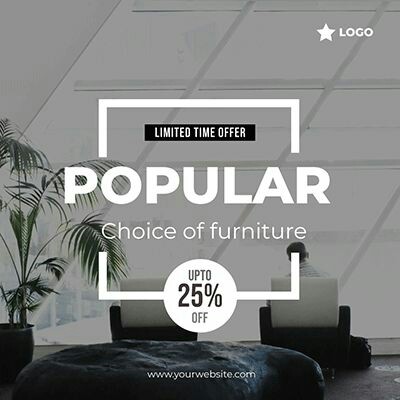 LOGO
LIMITED TIME OFFER
POPULAR
Choice of furniture
UPTO
25%
OFF
www.yourwebsite.com